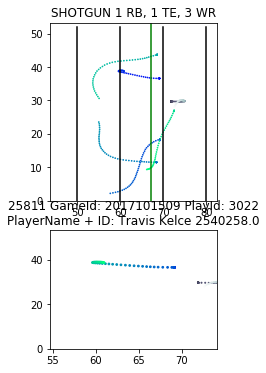 SHOTGUN 1 RB, 1 TE, 3 WR
50
40
30
20
10
0
50 60 70 80
25811 GameId: 2017101509 PlayId: 3022
PlayerName + ID: Travis Kelce 2540258.0
40
20
0
55 60 65 70